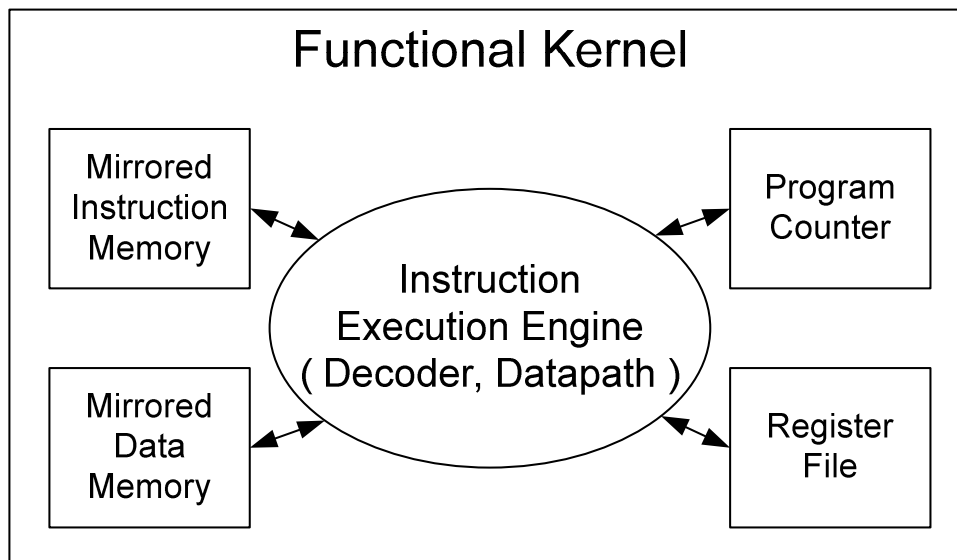 Functional Kernel
Mirrored
Instruction
Memory
Program
Counter
Instruction
Execution Engine
( Decoder, Datapath )
Mirrored
Data
Memory
Register
File